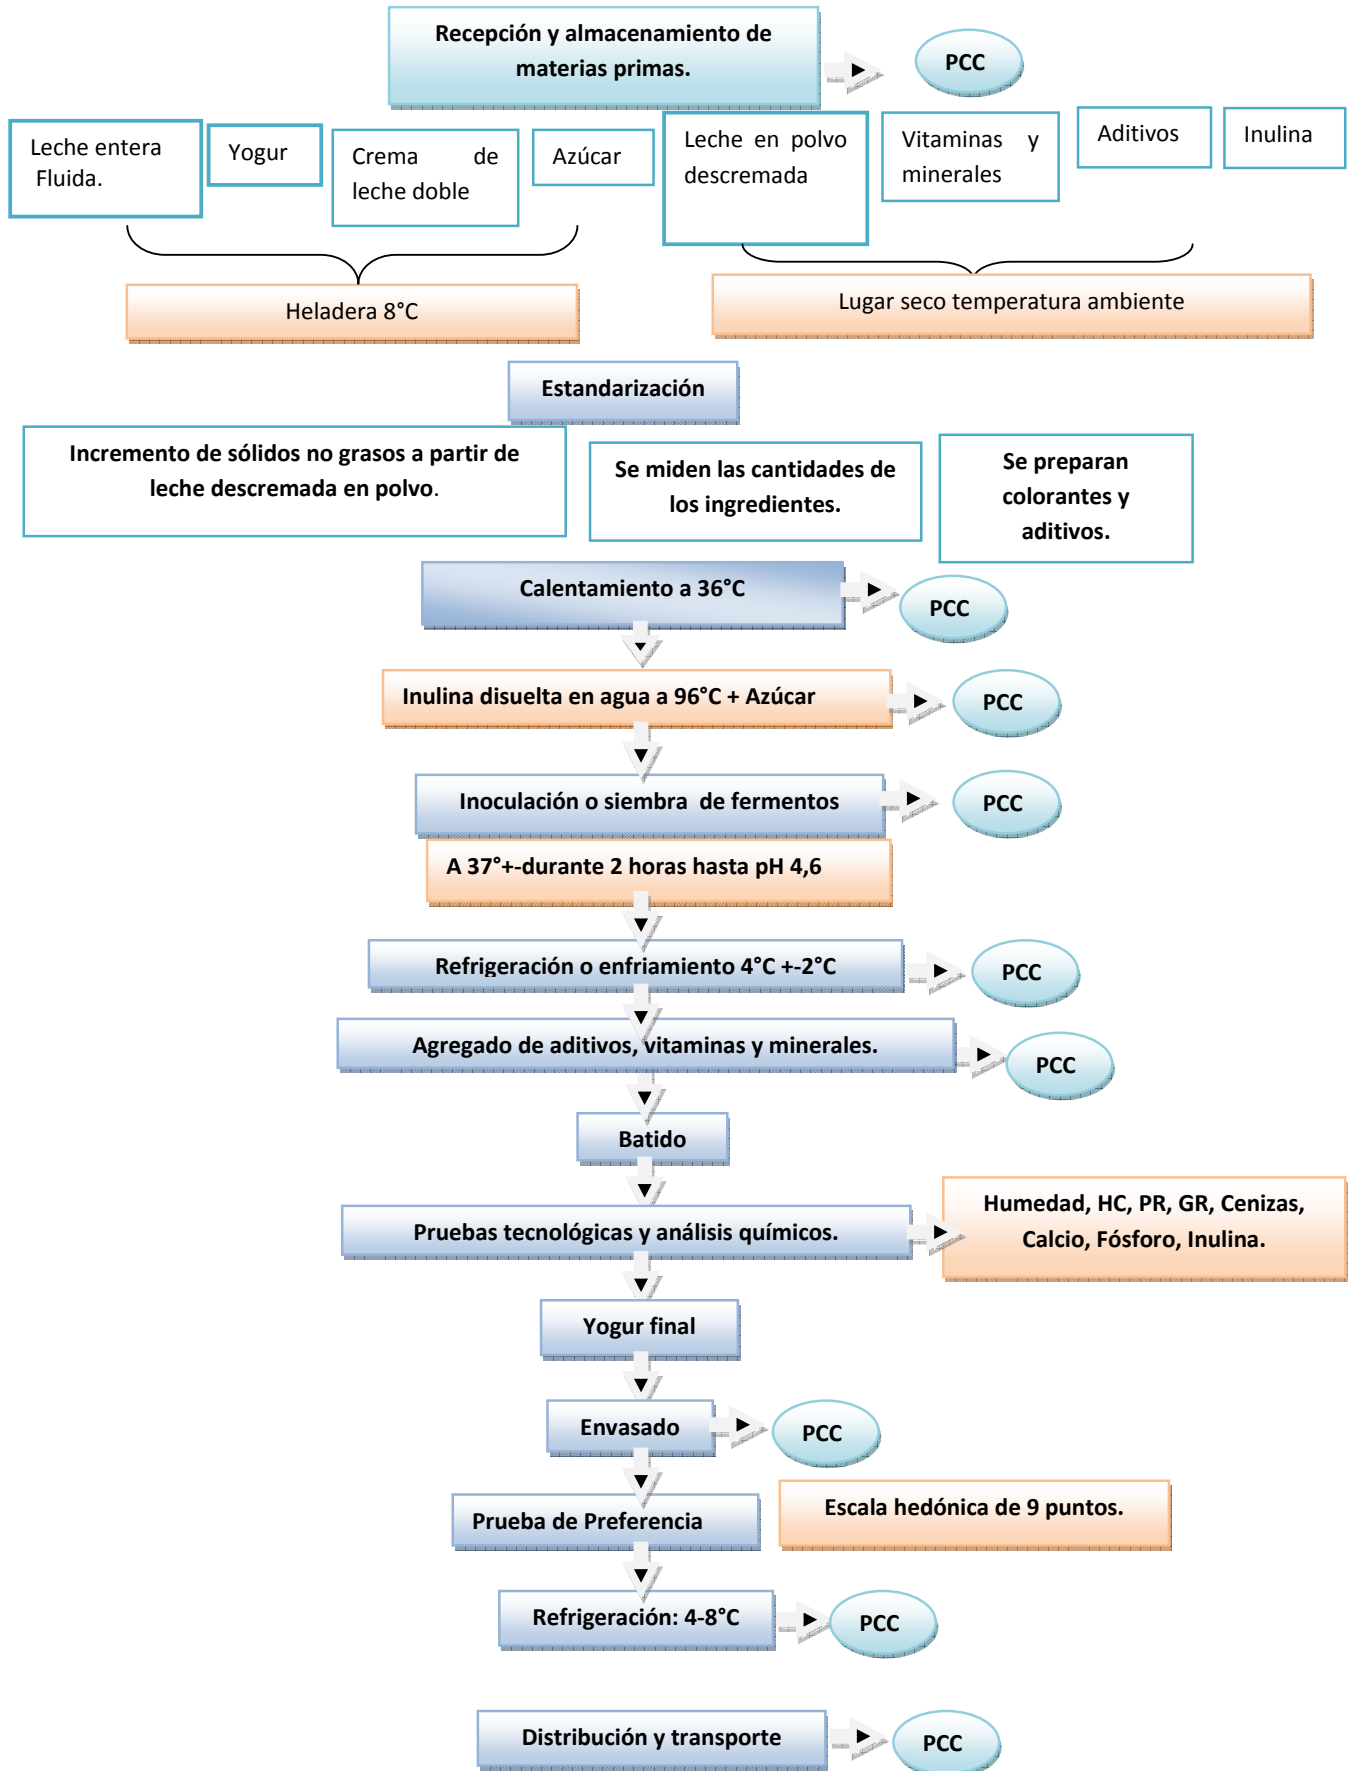 Recepción y almacenamiento de
materias primas.
PCC
Leche entera
Fluida.
Yogur
Crema de
leche doble
Azúcar
Leche en polvo
descremada
Vitaminas y
minerales
Aditivos
Inulina
Heladera 8°C
Lugar seco temperatura ambiente
Estandarización
Incremento de sólidos no grasos a partir de
leche descremada en polvo.
Se miden las cantidades de
los ingredientes.
Se preparan
colorantes y
aditivos.
Calentamiento a 36°C
PCC
Inulina disuelta en agua a 96°C + Azúcar
PCC
Inoculación o siembra de fermentos
PCC
A 37°+-durante 2 horas hasta pH 4,6
Refrigeración o enfriamiento 4°C +-2°C
PCC
Agregado de aditivos, vitaminas y minerales.
PCC
Batido
Pruebas tecnológicas y análisis químicos.
Humedad, HC, PR, GR, Cenizas,
Calcio, Fósforo, Inulina.
Yogur final
Envasado
PCC
Prueba de Preferencia
Escala hedónica de 9 puntos.
Refrigeración: 4-8°C
PCC
Distribución y transporte
PCC